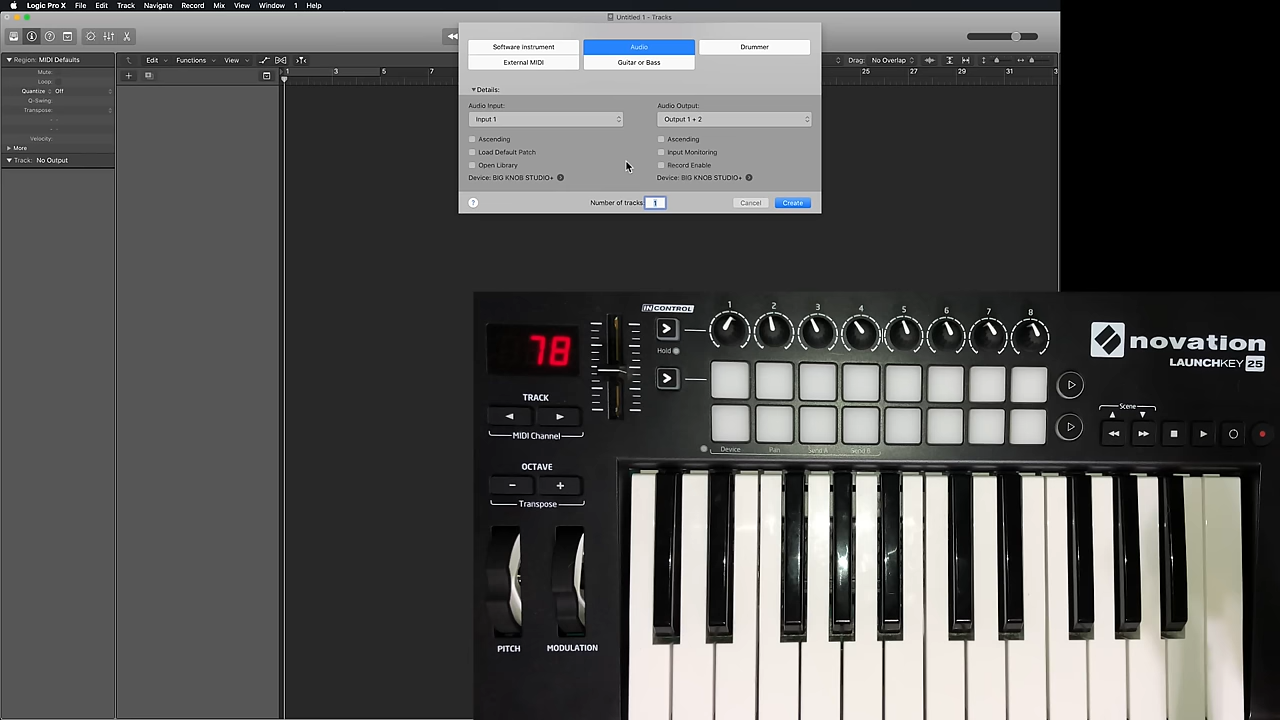 Logic Pro X File Edit Track Navigate Record Mix View Window 1 Help
Untitled 1 - Tracks
Region: MIDI Defaults
Mute:
Loop:
Quantize Off
Q-Swing:
Transpose:
Velocity:
More
Track: No Output
Edit Functions View
1 3 5 7 25 27 29 31 3
Drag: No Overlap
Software Instrument Audio Drummer
External MIDI Guitar or Bass
Details:
Audio Input: Audio Output:
Input 1 Output 1 + 2
Ascending Ascending
Load Default Patch Input Monitoring
Open Library Record Enable
Device: BIG KNOB STUDIO+ Device: BIG KNOB STUDIO+
? Number of tracks: 1 Cancel Create
INCONTROL
1 2 3 4 5 6 7 8
78
Hold
novation
LAUNCHKEY 25
TRACK
MIDI Channel
Scene
Device Pan Send A Send B
OCTAVE
- +
Transpose
PITCH MODULATION